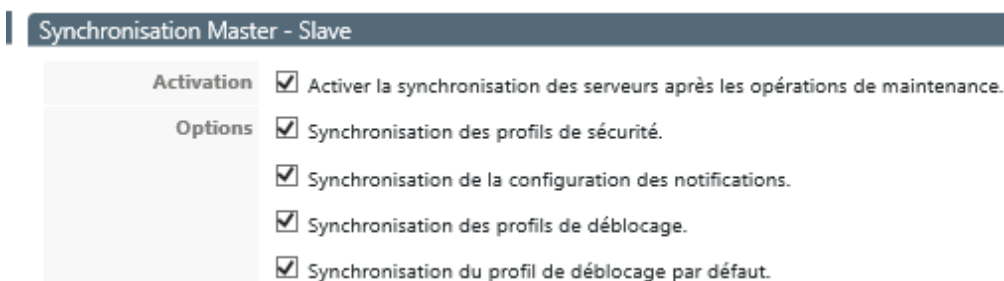 Synchronisation Master - Slave
Activation Activer la synchronisation des serveurs après les opérations de maintenance.
Options Synchronisation des profils de sécurité.
Synchronisation de la configuration des notifications.
Synchronisation des profils de déblocage.
Synchronisation du profil de déblocage par défaut.